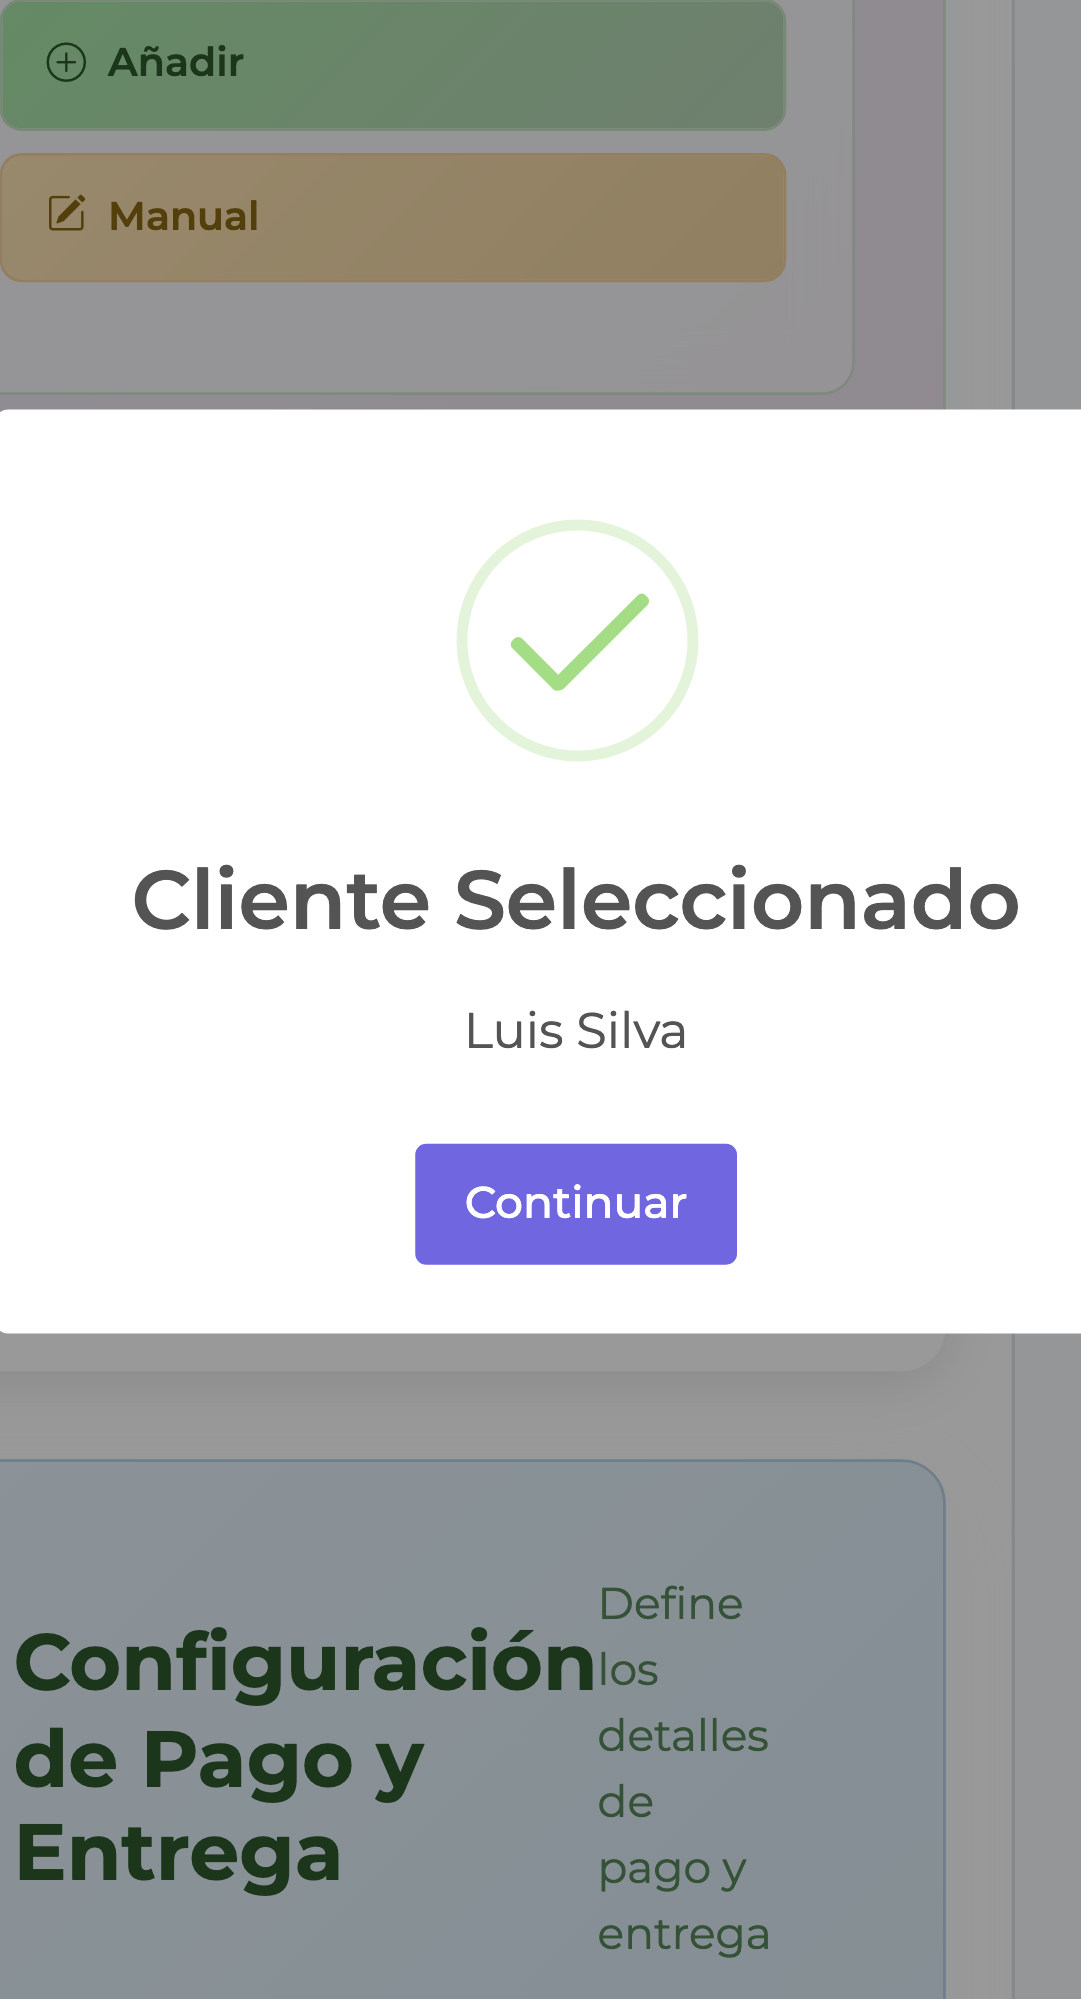 Añadir
Manual
Cliente Seleccionado
Luis Silva
Continuar
Configuración
de Pago y
Entrega
Define
los
detalles
de
pago y
entrega